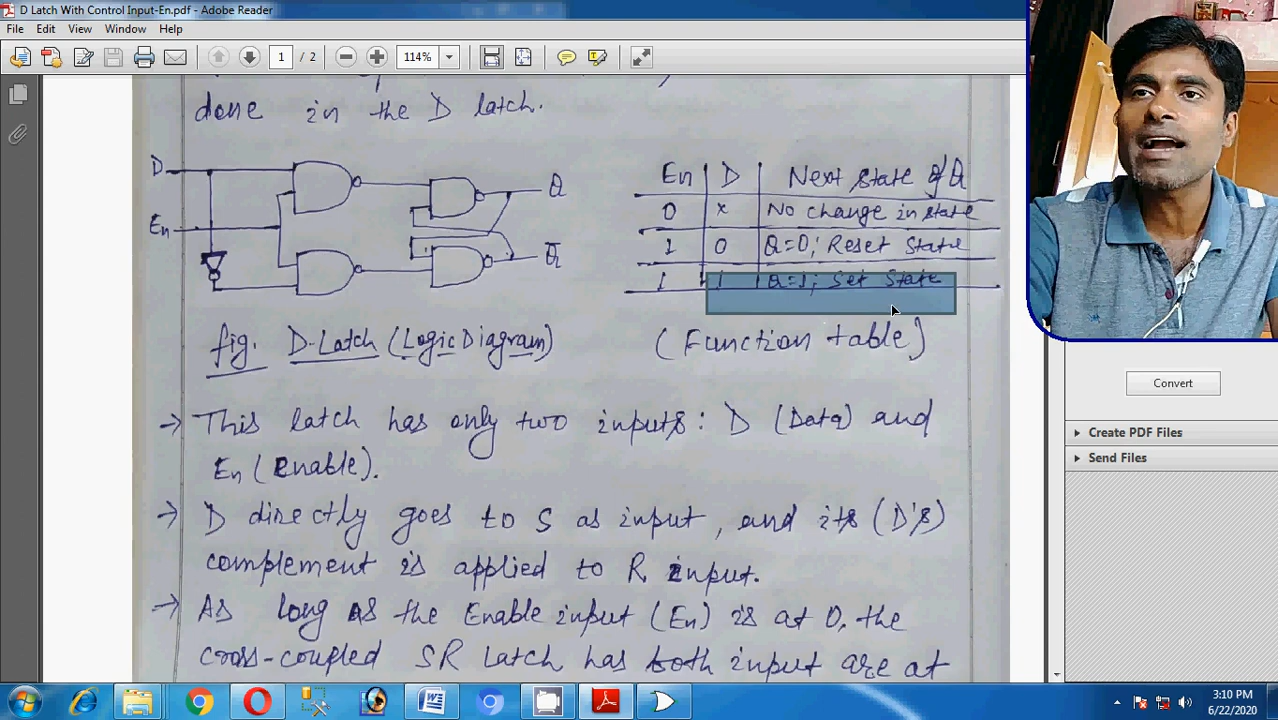 D Latch With Control Input-En.pdf - Adobe Reader
File Edit View Window Help
1 / 2 114%
done in the D latch.
D
En
Q
Q̅
En D Next state of Q
0 x No change in state
1 0 Q=0; Reset State
1 1 Q=1; Set State
fig. D-Latch (Logic Diagram)
(Function table)
→ This latch has only two inputs: D (Data) and
En (Enable).
→ D directly goes to S as input, and its (D's)
complement is applied to R input.
→ As long as the Enable input (En) is at 0, the
cross-coupled SR Latch has both input are at
Convert
Create PDF Files
Send Files
3:10 PM
6/22/2020